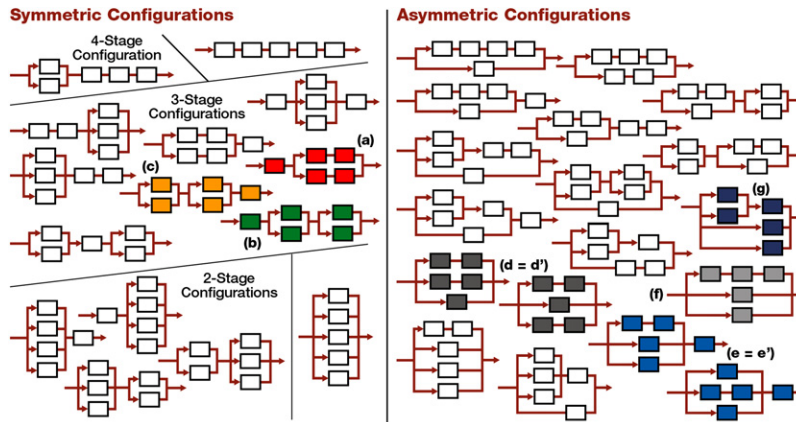 Symmetric Configurations
Asymmetric Configurations
4-Stage
Configuration
3-Stage
Configurations
(a)
(c)
(b)
(g)
(d = d’)
(f)
2-Stage
Configurations
(e = e’)